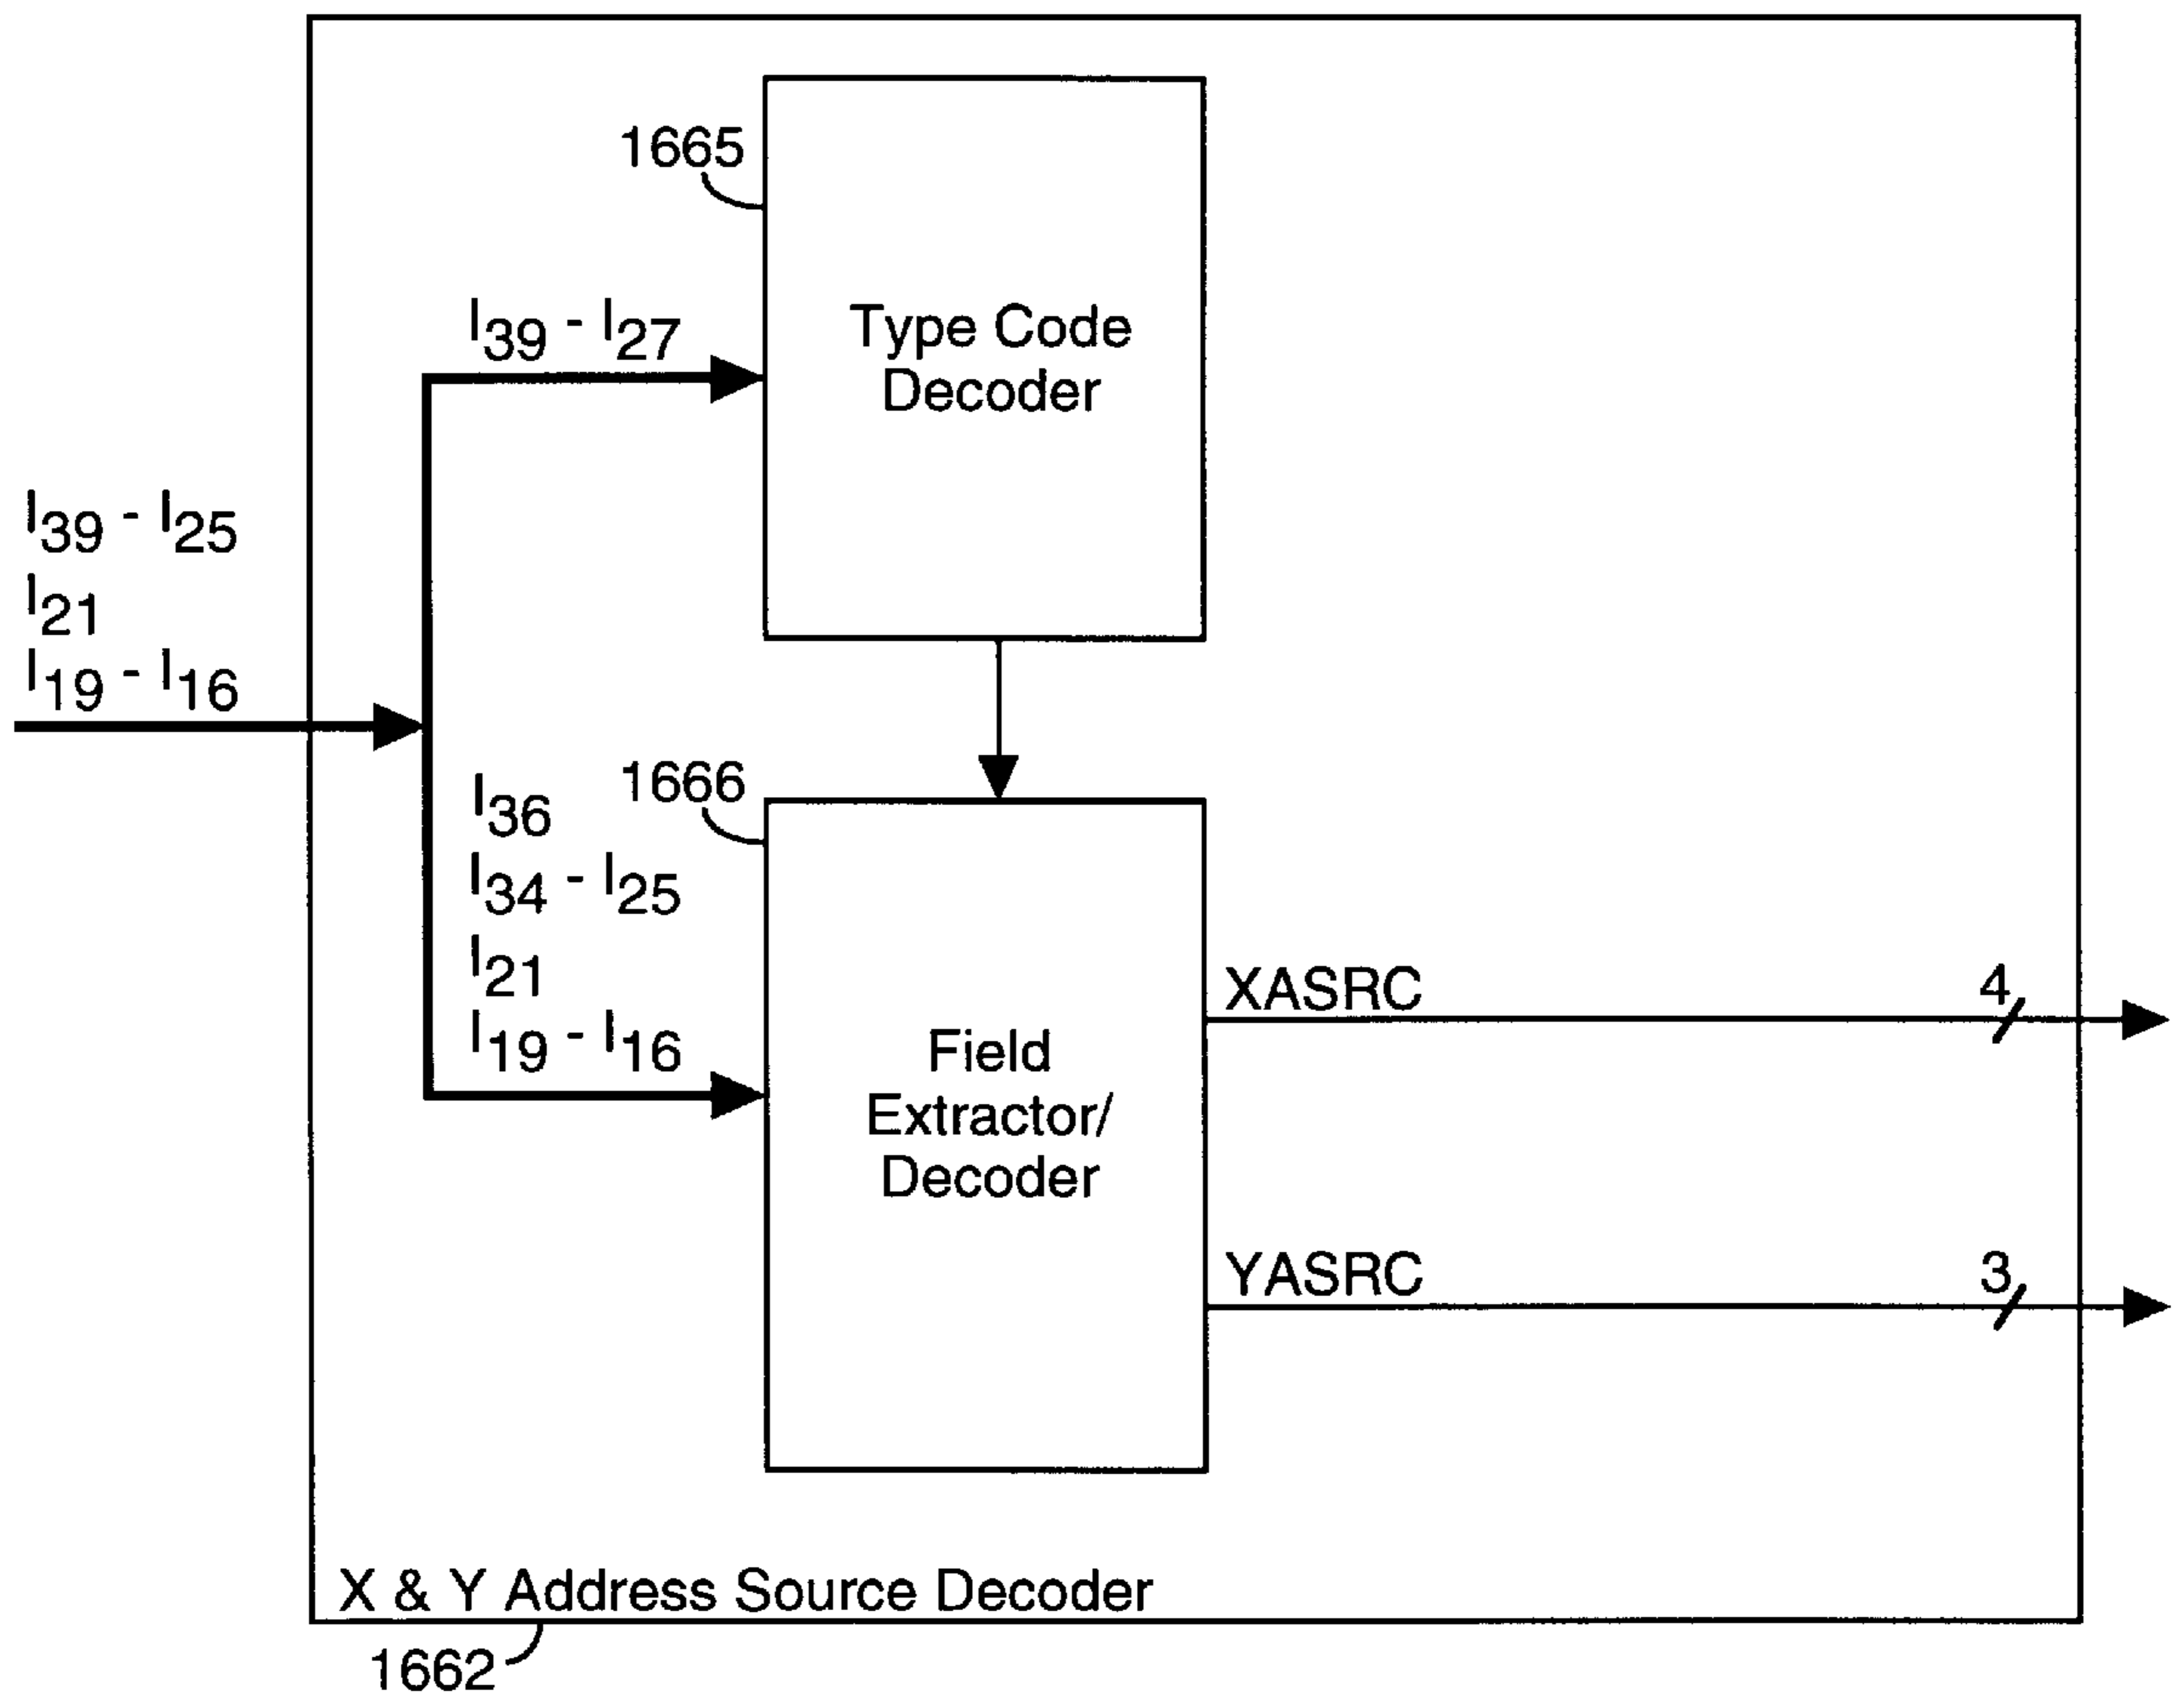 1665
I39 - I27
Type Code
Decoder
I39 - I25
I21
I19 - I16
1666
I36
I34 - I25
I21
I19 - I16
Field
Extractor/
Decoder
XASRC
4
YASRC
3
X & Y Address Source Decoder
1662